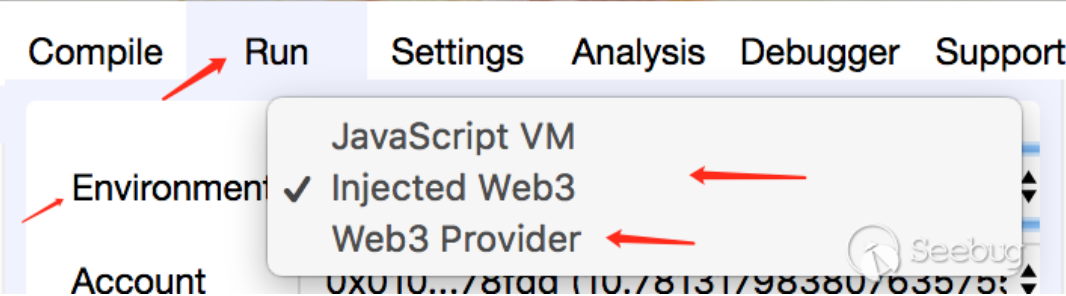 Compile Run Settings Analysis Debugger Support
JavaScript VM
Environment ✓ Injected Web3
Web3 Provider
Seebug
Account